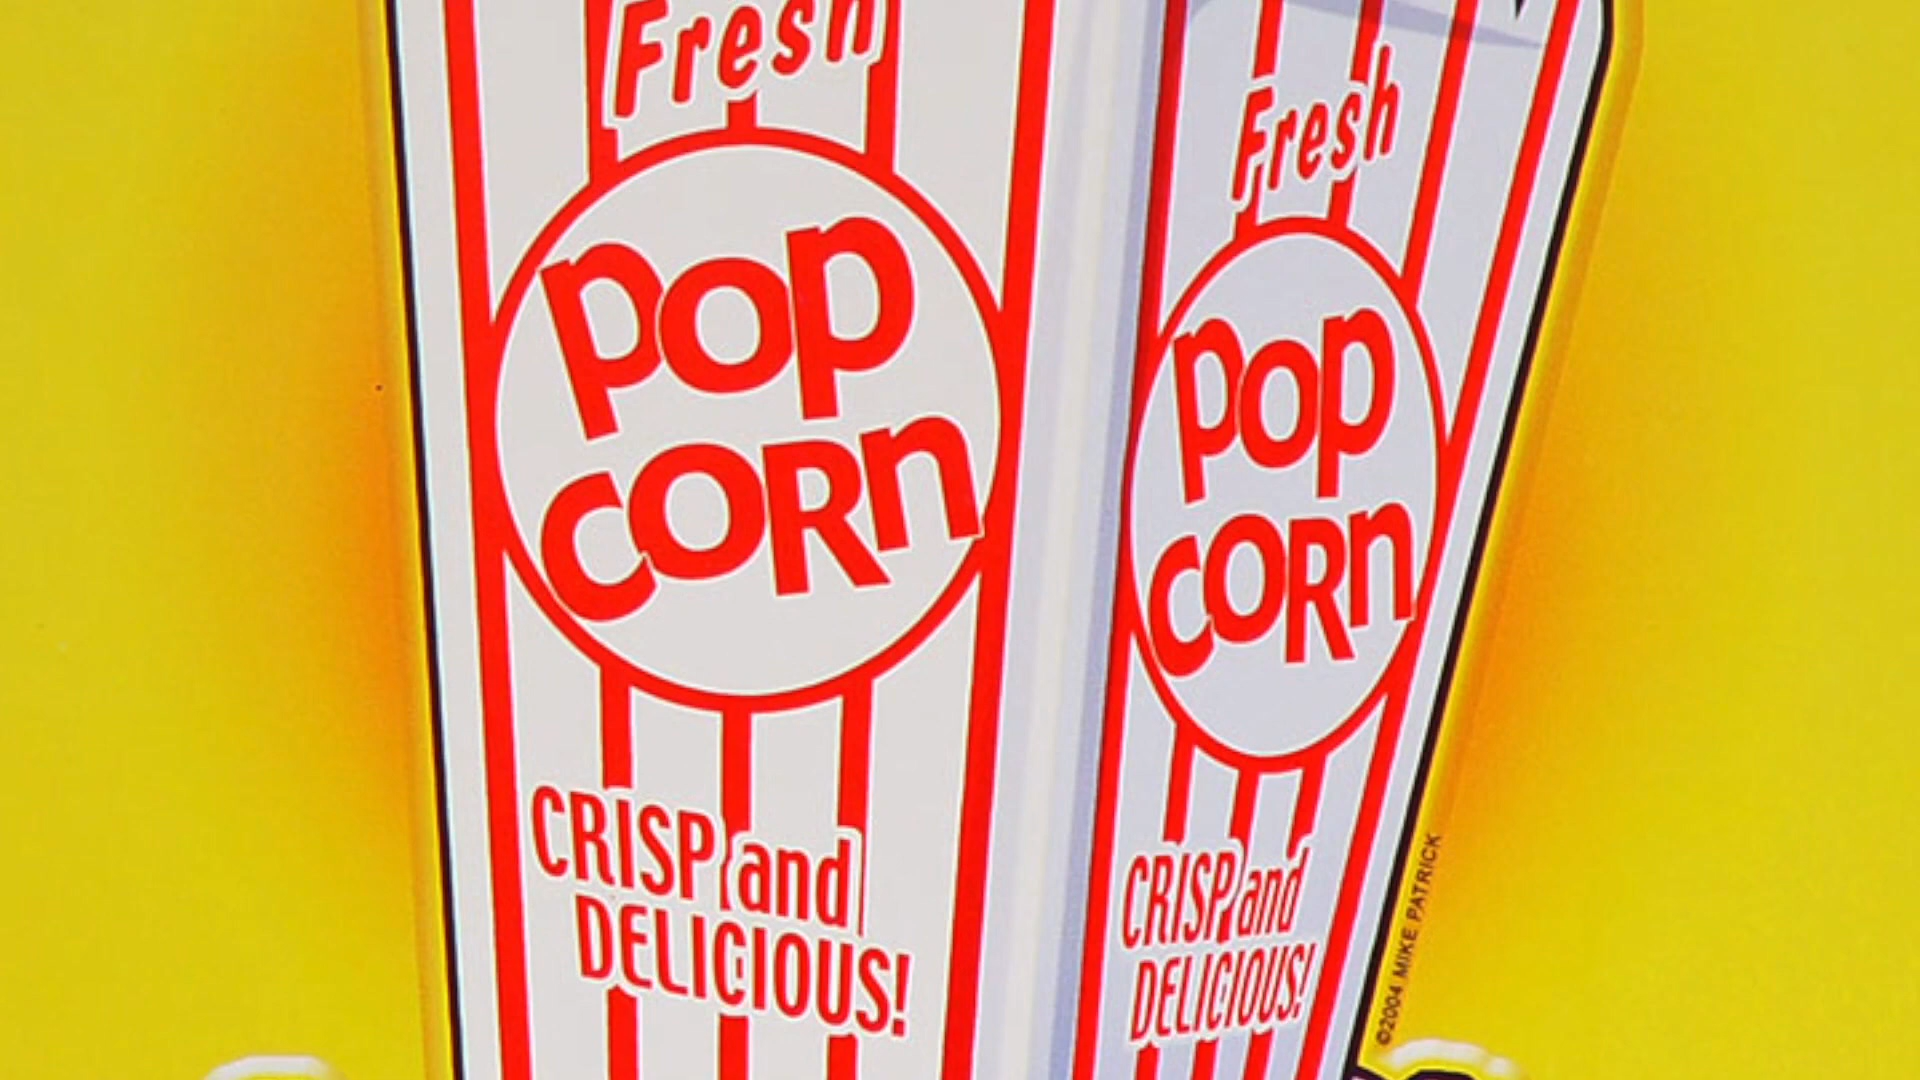 Fresh
POP
CORN
CRISP and
DELICIOUS!
Fresh
POP
CORN
CRISP and
DELICIOUS!
©2004 MIKE PATRICK